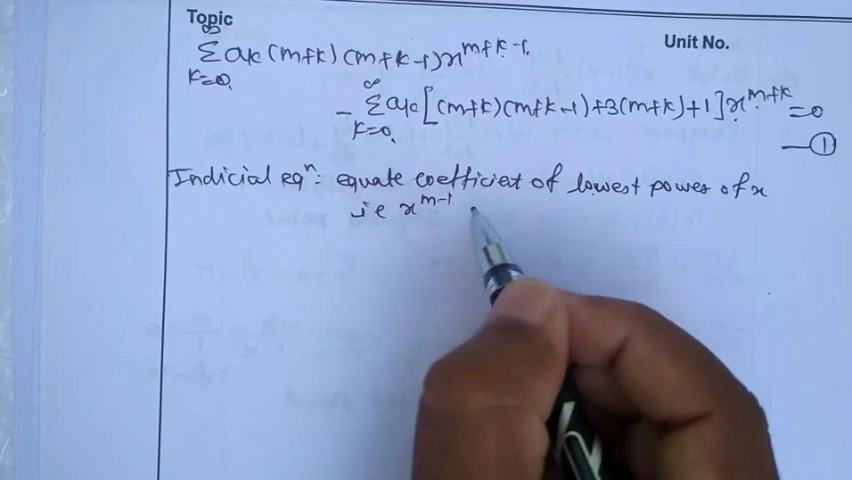 Topic
Unit No.
∞ Σ k=0 aₖ (m+k) (m+k-1) x^{m+k-1}
- ∞ Σ k=0 aₖ [(m+k)(m+k-1)+3(m+k)+1] x^{m+k} = 0
— ①
Indicial eqⁿ: equate coefficient of lowest power of x
ie x^{m-1}